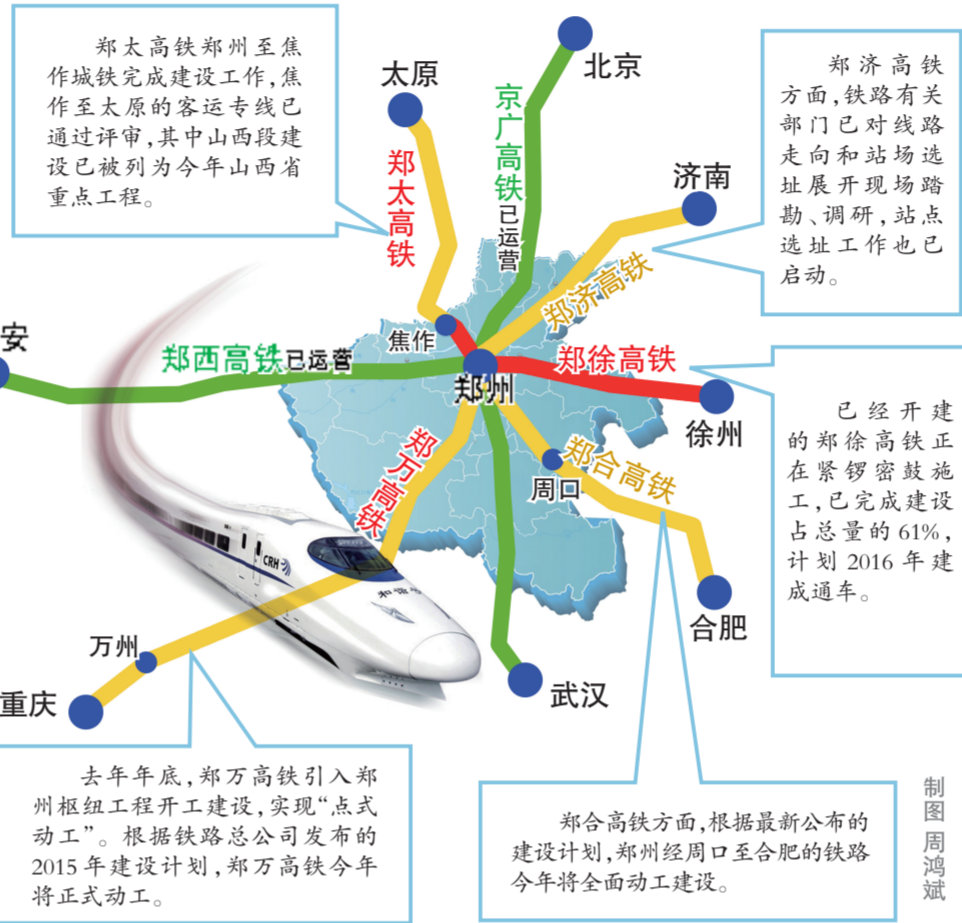 郑太高铁郑州至焦
作城铁完成建设工作,焦
作至太原的客运专线已
通过评审,其中山西段建
设已被列为今年山西省
重点工程。
太原
北京
郑太高铁
京广高铁已运营
济南
郑济高铁
郑济高铁
方面,铁路有关
部门已对线路
走向和站场选
址展开现场踏
勘、调研,站点
选址工作也已
启动。
安
郑西高铁已运营
焦作
郑州
郑徐高铁
徐州
已经开建
的郑徐高铁正
在紧锣密鼓施
工,已完成建设
占总量的61%,
计划2016年建
成通车。
郑万高铁
郑合高铁
周口
合肥
CRH
和谐号
万州
重庆
武汉
去年年底,郑万高铁引入郑
州枢纽工程开工建设,实现“点式
动工”。根据铁路总公司发布的
2015年建设计划,郑万高铁今年
将正式动工。
郑合高铁方面,根据最新公布的
建设计划,郑州经周口至合肥的铁路
今年将全面动工建设。
制图 周鸿斌